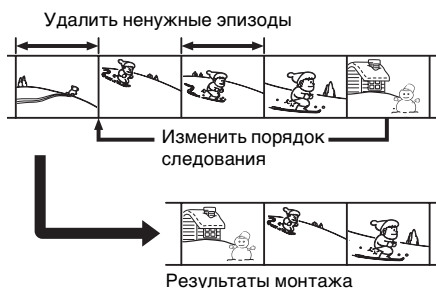 Удалить ненужные эпизоды
Изменить порядок
следования
Результаты монтажа